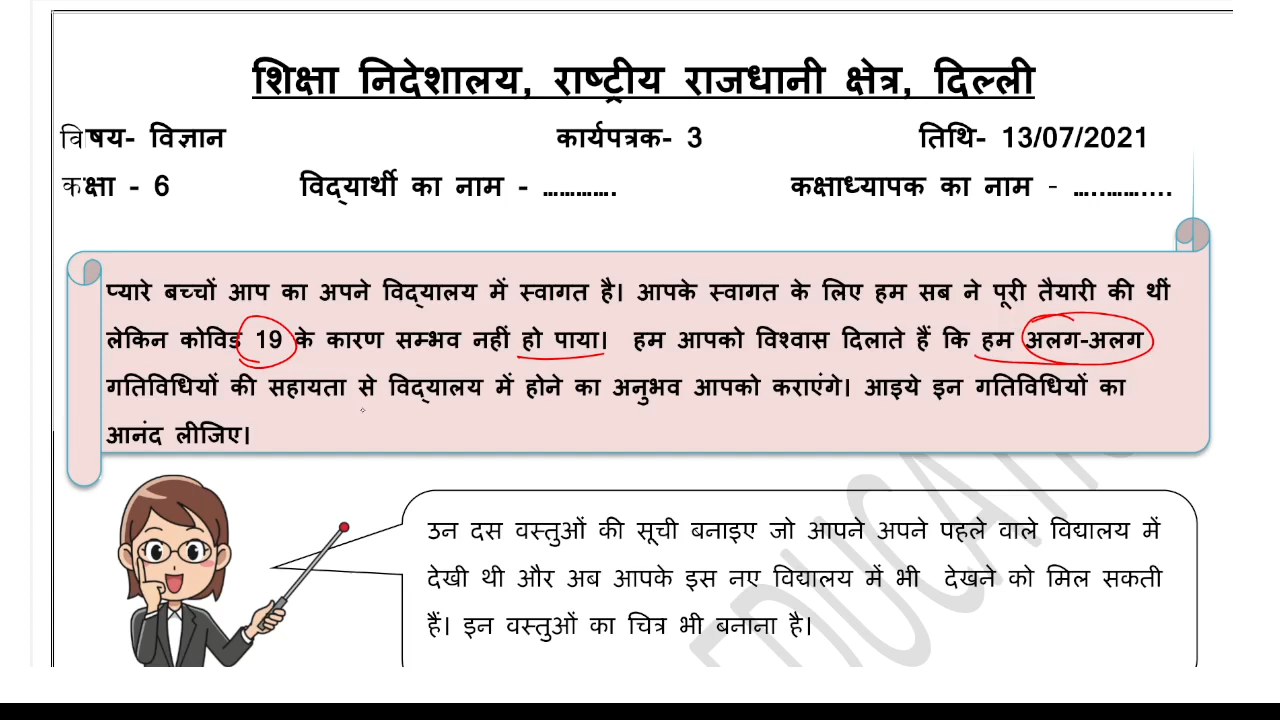 शिक्षा निदेशालय, राष्ट्रीय राजधानी क्षेत्र, दिल्ली
विषय- विज्ञान कार्यपत्रक- 3 तिथि- 13/07/2021
कक्षा - 6 विद्यार्थी का नाम - ............. कक्षाध्यापक का नाम - ................
प्यारे बच्चों आप का अपने विद्यालय में स्वागत है। आपके स्वागत के लिए हम सब ने पूरी तैयारी की थीं
लेकिन कोविड 19 के कारण सम्भव नहीं हो पाया। हम आपको विश्वास दिलाते हैं कि हम अलग-अलग
गतिविधियों की सहायता से विद्यालय में होने का अनुभव आपको कराएंगे। आइये इन गतिविधियों का
आनंद लीजिए।
उन दस वस्तुओं की सूची बनाइए जो आपने अपने पहले वाले विद्यालय में
देखी थी और अब आपके इस नए विद्यालय में भी देखने को मिल सकती
हैं। इन वस्तुओं का चित्र भी बनाना है।